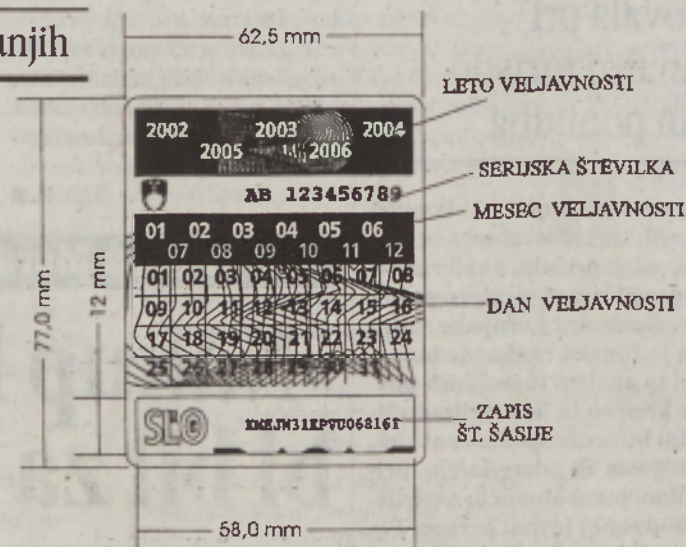 unjih
62,5 mm
LETO VELJAVNOSTI
2002 2003 2004
2005 2006
SERIJSKA ŠTEVILKA
AB 123456789
MESEC VELJAVNOSTI
01 02 03 04 05 06
07 08 09 10 11 12
77,0 mm
12 mm
01 02 03 04 05 06 07 08
09 10 11 12 13 14 15 16
DAN VELJAVNOSTI
17 18 19 20 21 22 23 24
25 26 27 28 29 30 31
SLO
ZAPIS
ŠT. ŠASIJE
58,0 mm